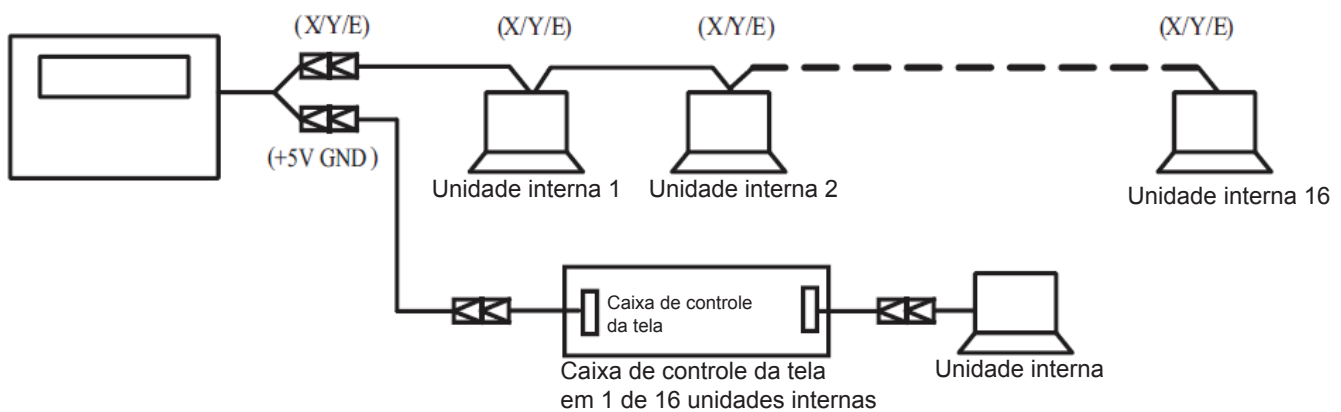 (X/Y/E)
(X/Y/E)
(X/Y/E)
(X/Y/E)
(+5V GND )
Unidade interna 1
Unidade interna 2
Unidade interna 16
Caixa de controle
da tela
Caixa de controle da tela
em 1 de 16 unidades internas
Unidade interna